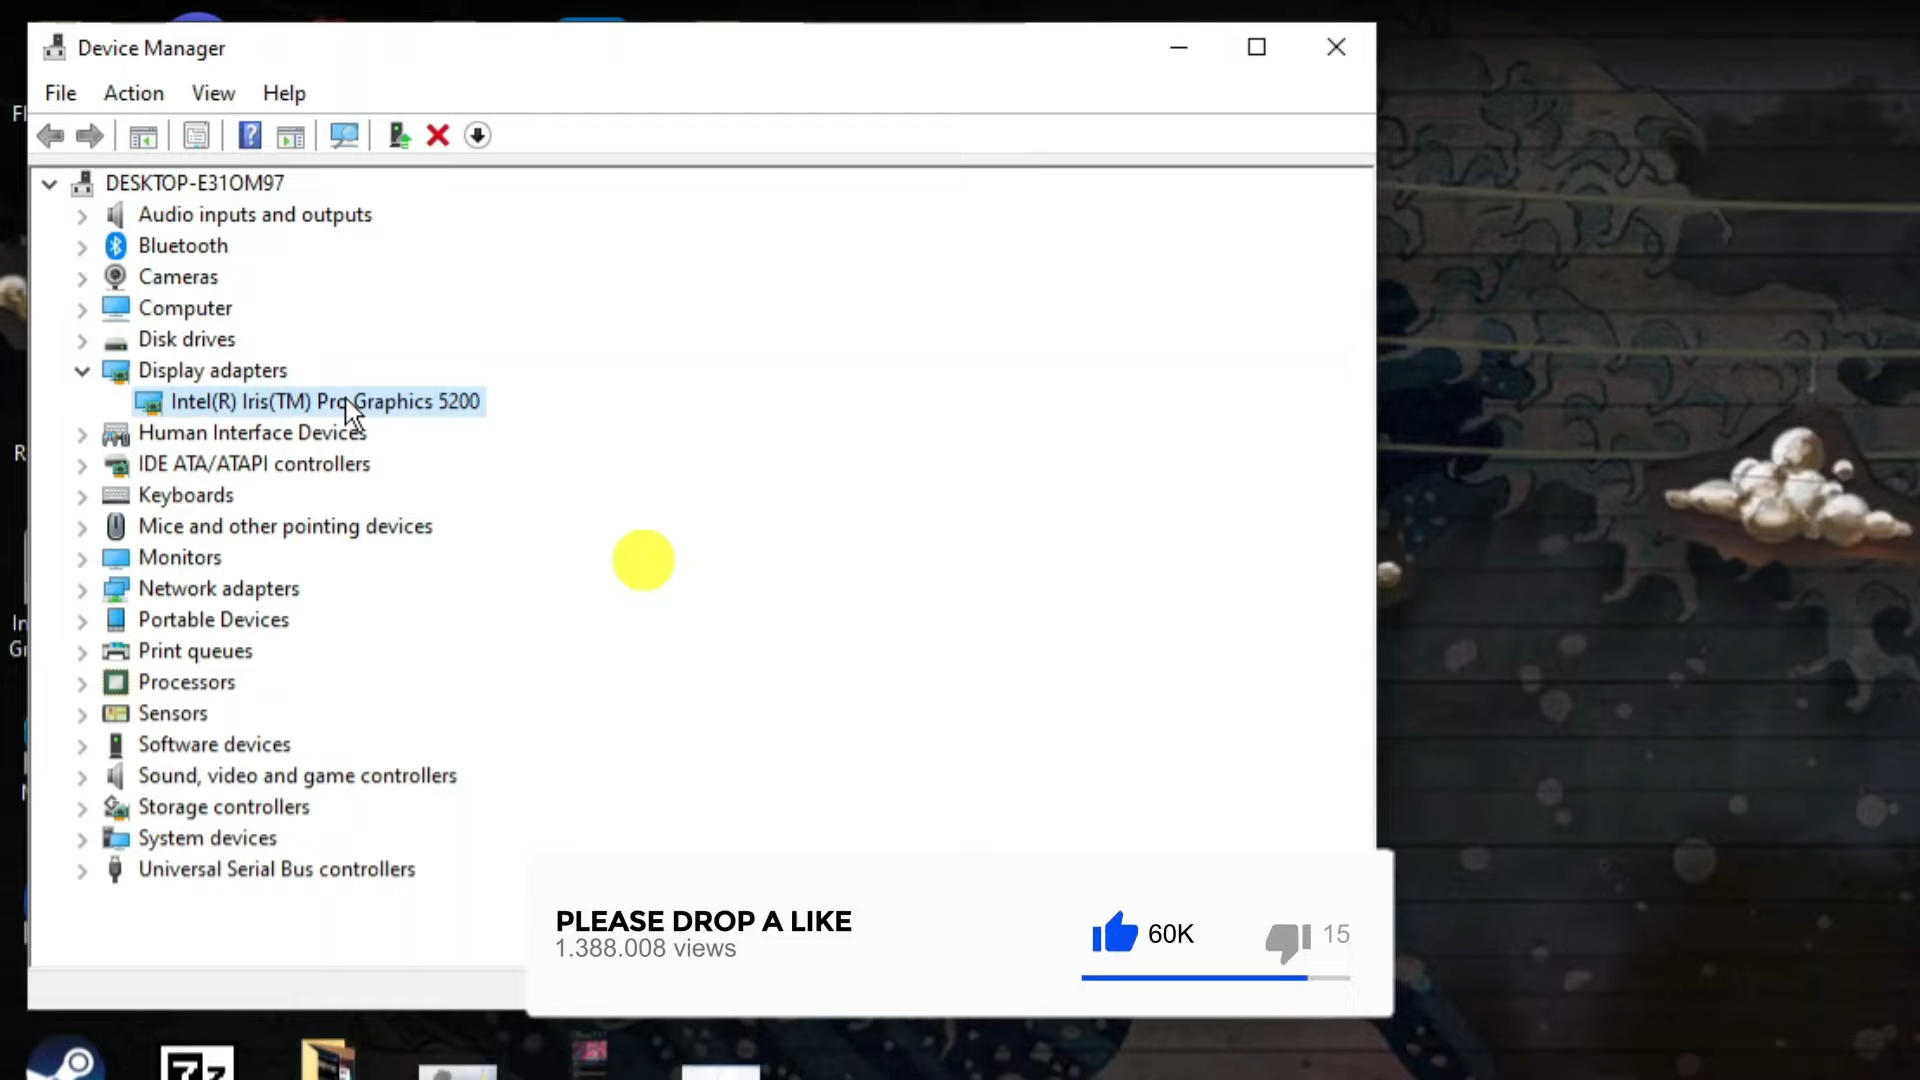 Device Manager
File Action View Help
DESKTOP-E31OM97
Audio inputs and outputs
Bluetooth
Cameras
Computer
Disk drives
Display adapters
Intel(R) Iris(TM) Pro Graphics 5200
Human Interface Devices
IDE ATA/ATAPI controllers
Keyboards
Mice and other pointing devices
Monitors
Network adapters
Portable Devices
Print queues
Processors
Sensors
Software devices
Sound, video and game controllers
Storage controllers
System devices
Universal Serial Bus controllers
PLEASE DROP A LIKE
1.388.008 views
60K
15